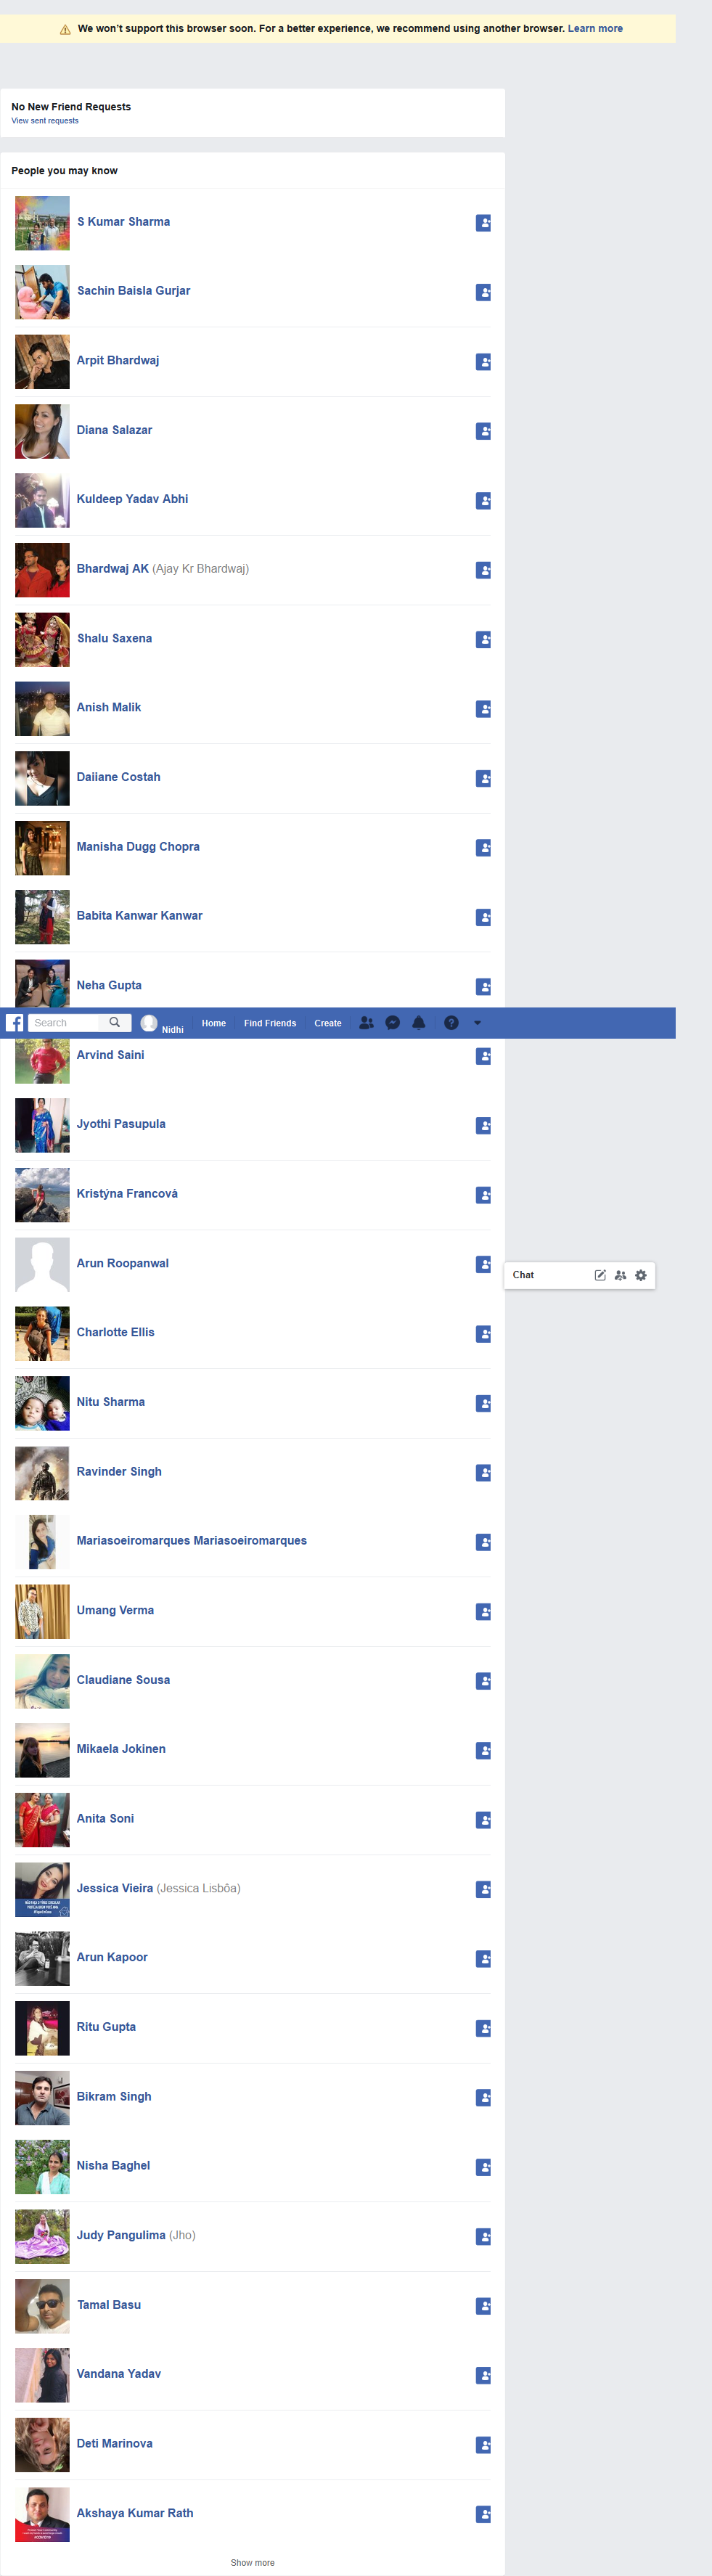 We won't support this browser soon. For a better experience, we recommend using another browser. Learn more
No New Friend Requests
View sent requests
People you may know
S Kumar Sharma
Sachin Baisla Gurjar
Arpit Bhardwaj
Diana Salazar
Kuldeep Yadav Abhi
Bhardwaj AK (Ajay Kr Bhardwaj)
Shalu Saxena
Anish Malik
Daiiane Costah
Manisha Dugg Chopra
Babita Kanwar Kanwar
Neha Gupta
Search Nidhi Home Find Friends Create
Arvind Saini
Jyothi Pasupula
Kristýna Francová
Arun Roopanwal
Chat
Charlotte Ellis
Nitu Sharma
Ravinder Singh
Mariasoeiromarques Mariasoeiromarques
Umang Verma
Claudiane Sousa
Mikaela Jokinen
Anita Soni
Jessica Vieira (Jessica Lisbôa)
Arun Kapoor
Ritu Gupta
Bikram Singh
Nisha Baghel
Judy Pangulima (Jho)
Tamal Basu
Vandana Yadav
Deti Marinova
Akshaya Kumar Rath
Show more